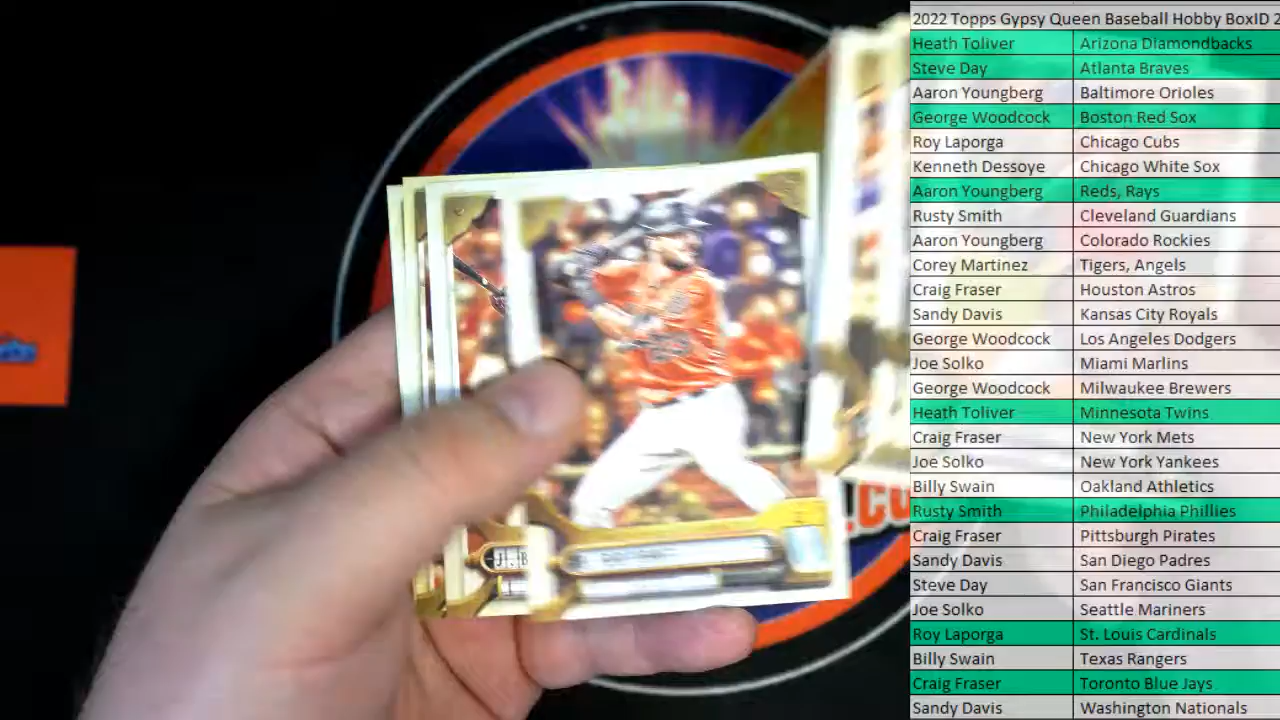 2022 Topps Gypsy Queen Baseball Hobby BoxID 2
Heath Toliver Arizona Diamondbacks
Steve Day Atlanta Braves
Aaron Youngberg Baltimore Orioles
George Woodcock Boston Red Sox
Roy Laporga Chicago Cubs
Kenneth Dessoye Chicago White Sox
Aaron Youngberg Reds, Rays
Rusty Smith Cleveland Guardians
Aaron Youngberg Colorado Rockies
Corey Martinez Tigers, Angels
Craig Fraser Houston Astros
Sandy Davis Kansas City Royals
George Woodcock Los Angeles Dodgers
Joe Solko Miami Marlins
George Woodcock Milwaukee Brewers
Heath Toliver Minnesota Twins
Craig Fraser New York Mets
Joe Solko New York Yankees
Billy Swain Oakland Athletics
Rusty Smith Philadelphia Phillies
Craig Fraser Pittsburgh Pirates
Sandy Davis San Diego Padres
Steve Day San Francisco Giants
Joe Solko Seattle Mariners
Roy Laporga St. Louis Cardinals
Billy Swain Texas Rangers
Craig Fraser Toronto Blue Jays
Sandy Davis Washington Nationals